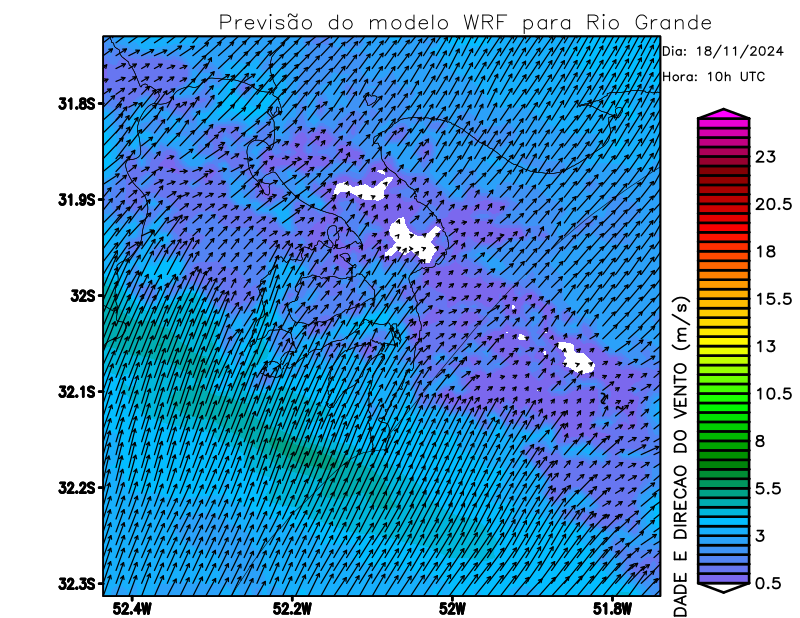 Previsão do modelo WRF para Rio Grande
Dia: 18/11/2024
Hora: 10h UTC
31.8S
31.9S
32S
32.1S
32.2S
32.3S
52.4W
52.2W
52W
51.8W
DADE E DIRECAO DO VENTO (m/s)
23
20.5
18
15.5
13
10.5
8
5.5
3
0.5